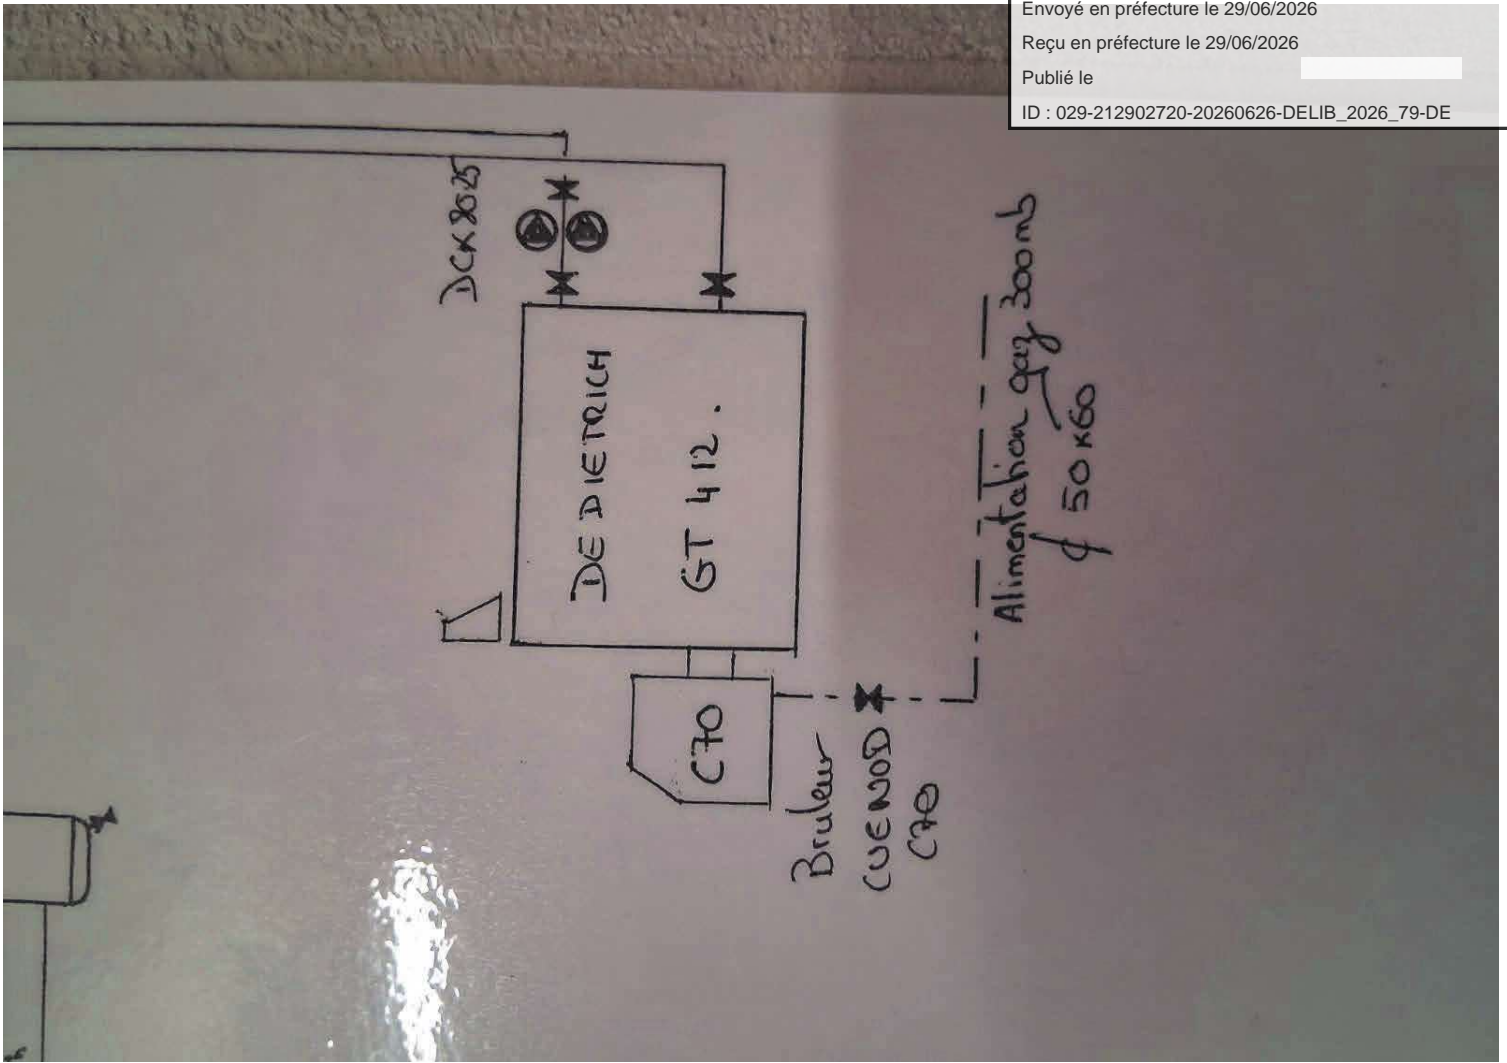 Envoyé en préfecture le 29/06/2026
Reçu en préfecture le 29/06/2026
Publié le
ID : 029-212902720-20260626-DELIB_2026_79-DE
DCX 8025
DE DIETRICH
GT 412.
C70
Bruleur
CUENOD
C70
Alimentation gaz 300mb
∅ 50x60